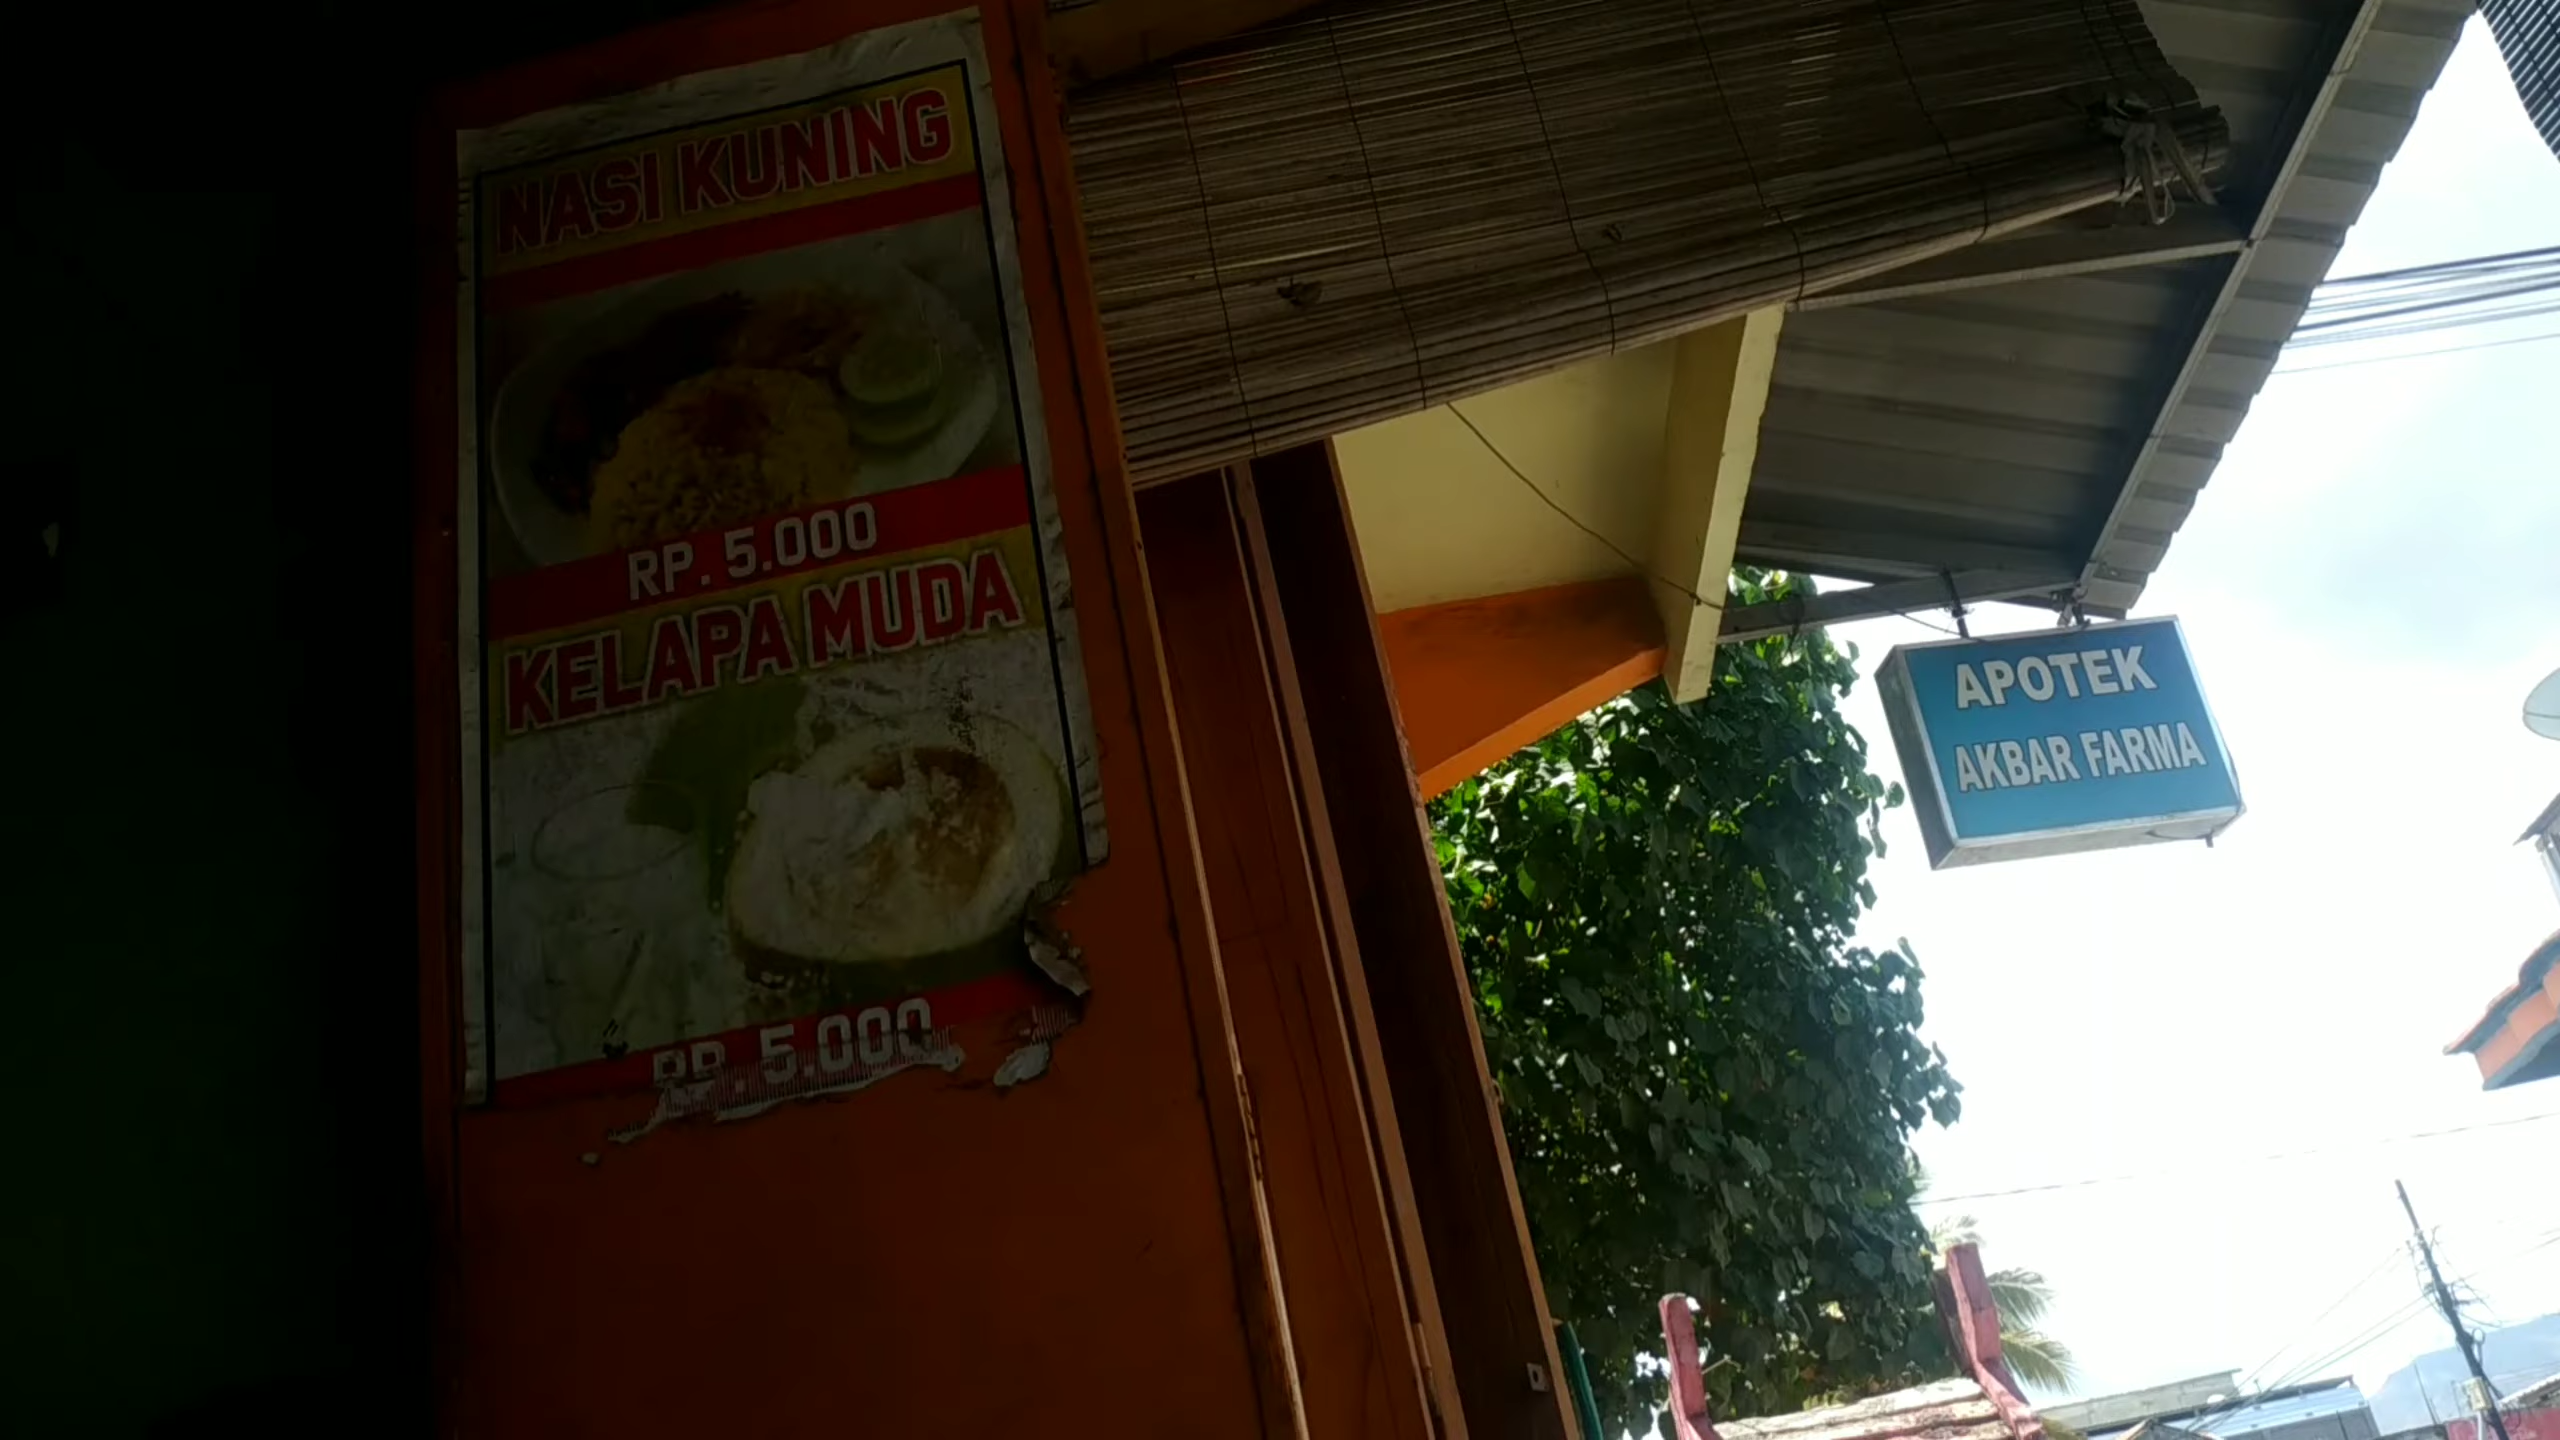 NASI KUNING
RP. 5.000
KELAPA MUDA
RP. 5.000
APOTEK
AKBAR FARMA